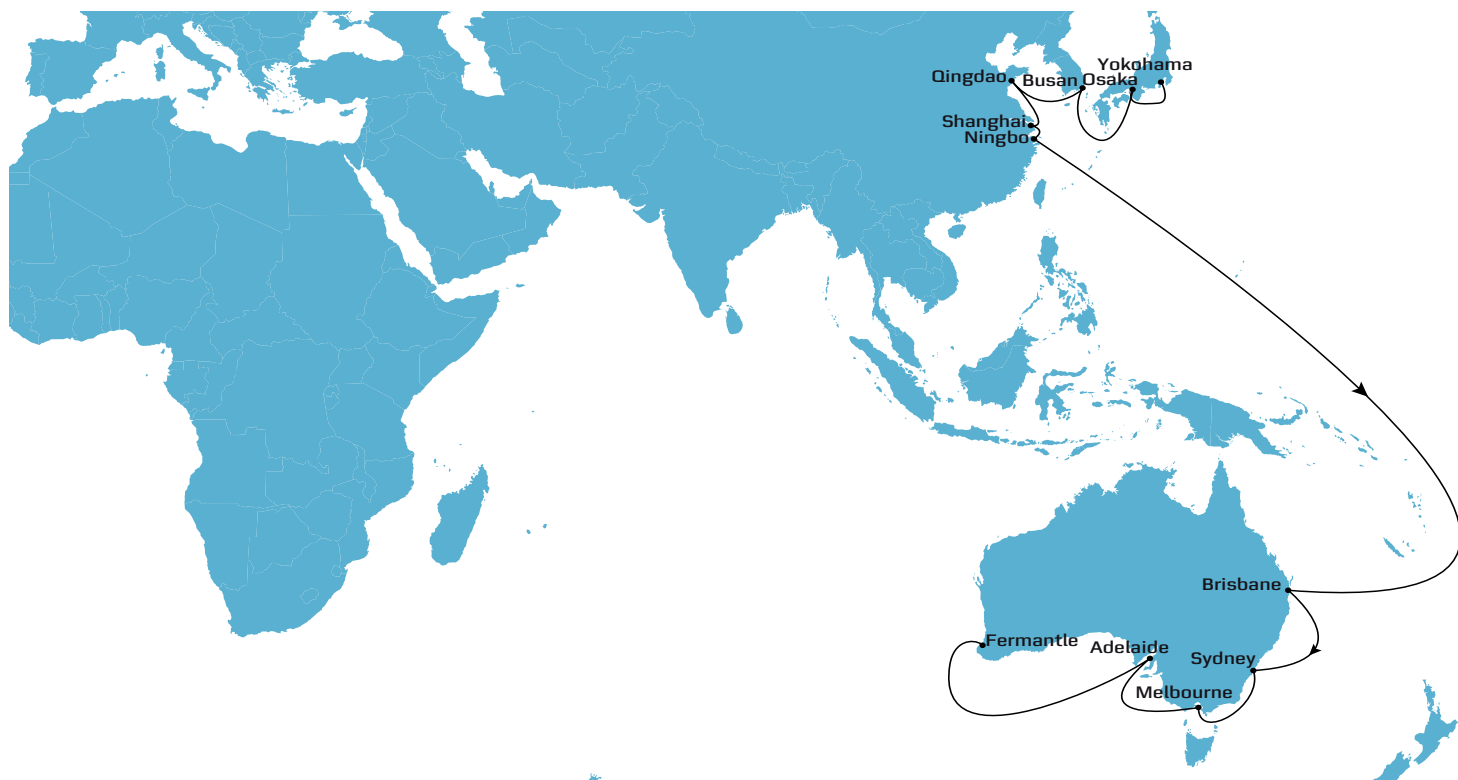 Yokohama
Qingdao
Busan
Osaka
Shanghai
Ningbo
Brisbane
Fermantle
Adelaide
Sydney
Melbourne